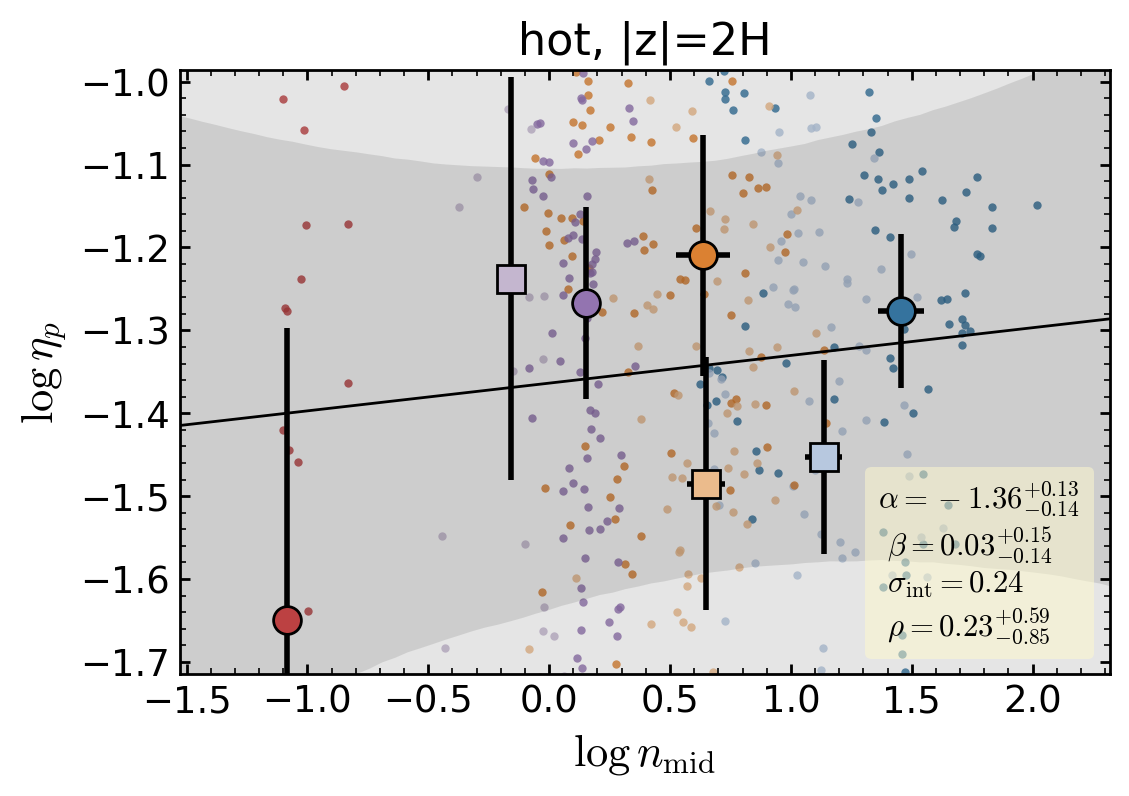 hot, |z|=2H
−1.0
−1.1
−1.2
−1.3
−1.4
−1.5
−1.6
−1.7
log η_p
α = − 1.36^{+0.13}_{−0.14}
β = 0.03^{+0.15}_{−0.14}
σ_int = 0.24
ρ = 0.23^{+0.59}_{−0.85}
−1.5 −1.0 −0.5 0.0 0.5 1.0 1.5 2.0
log n_mid